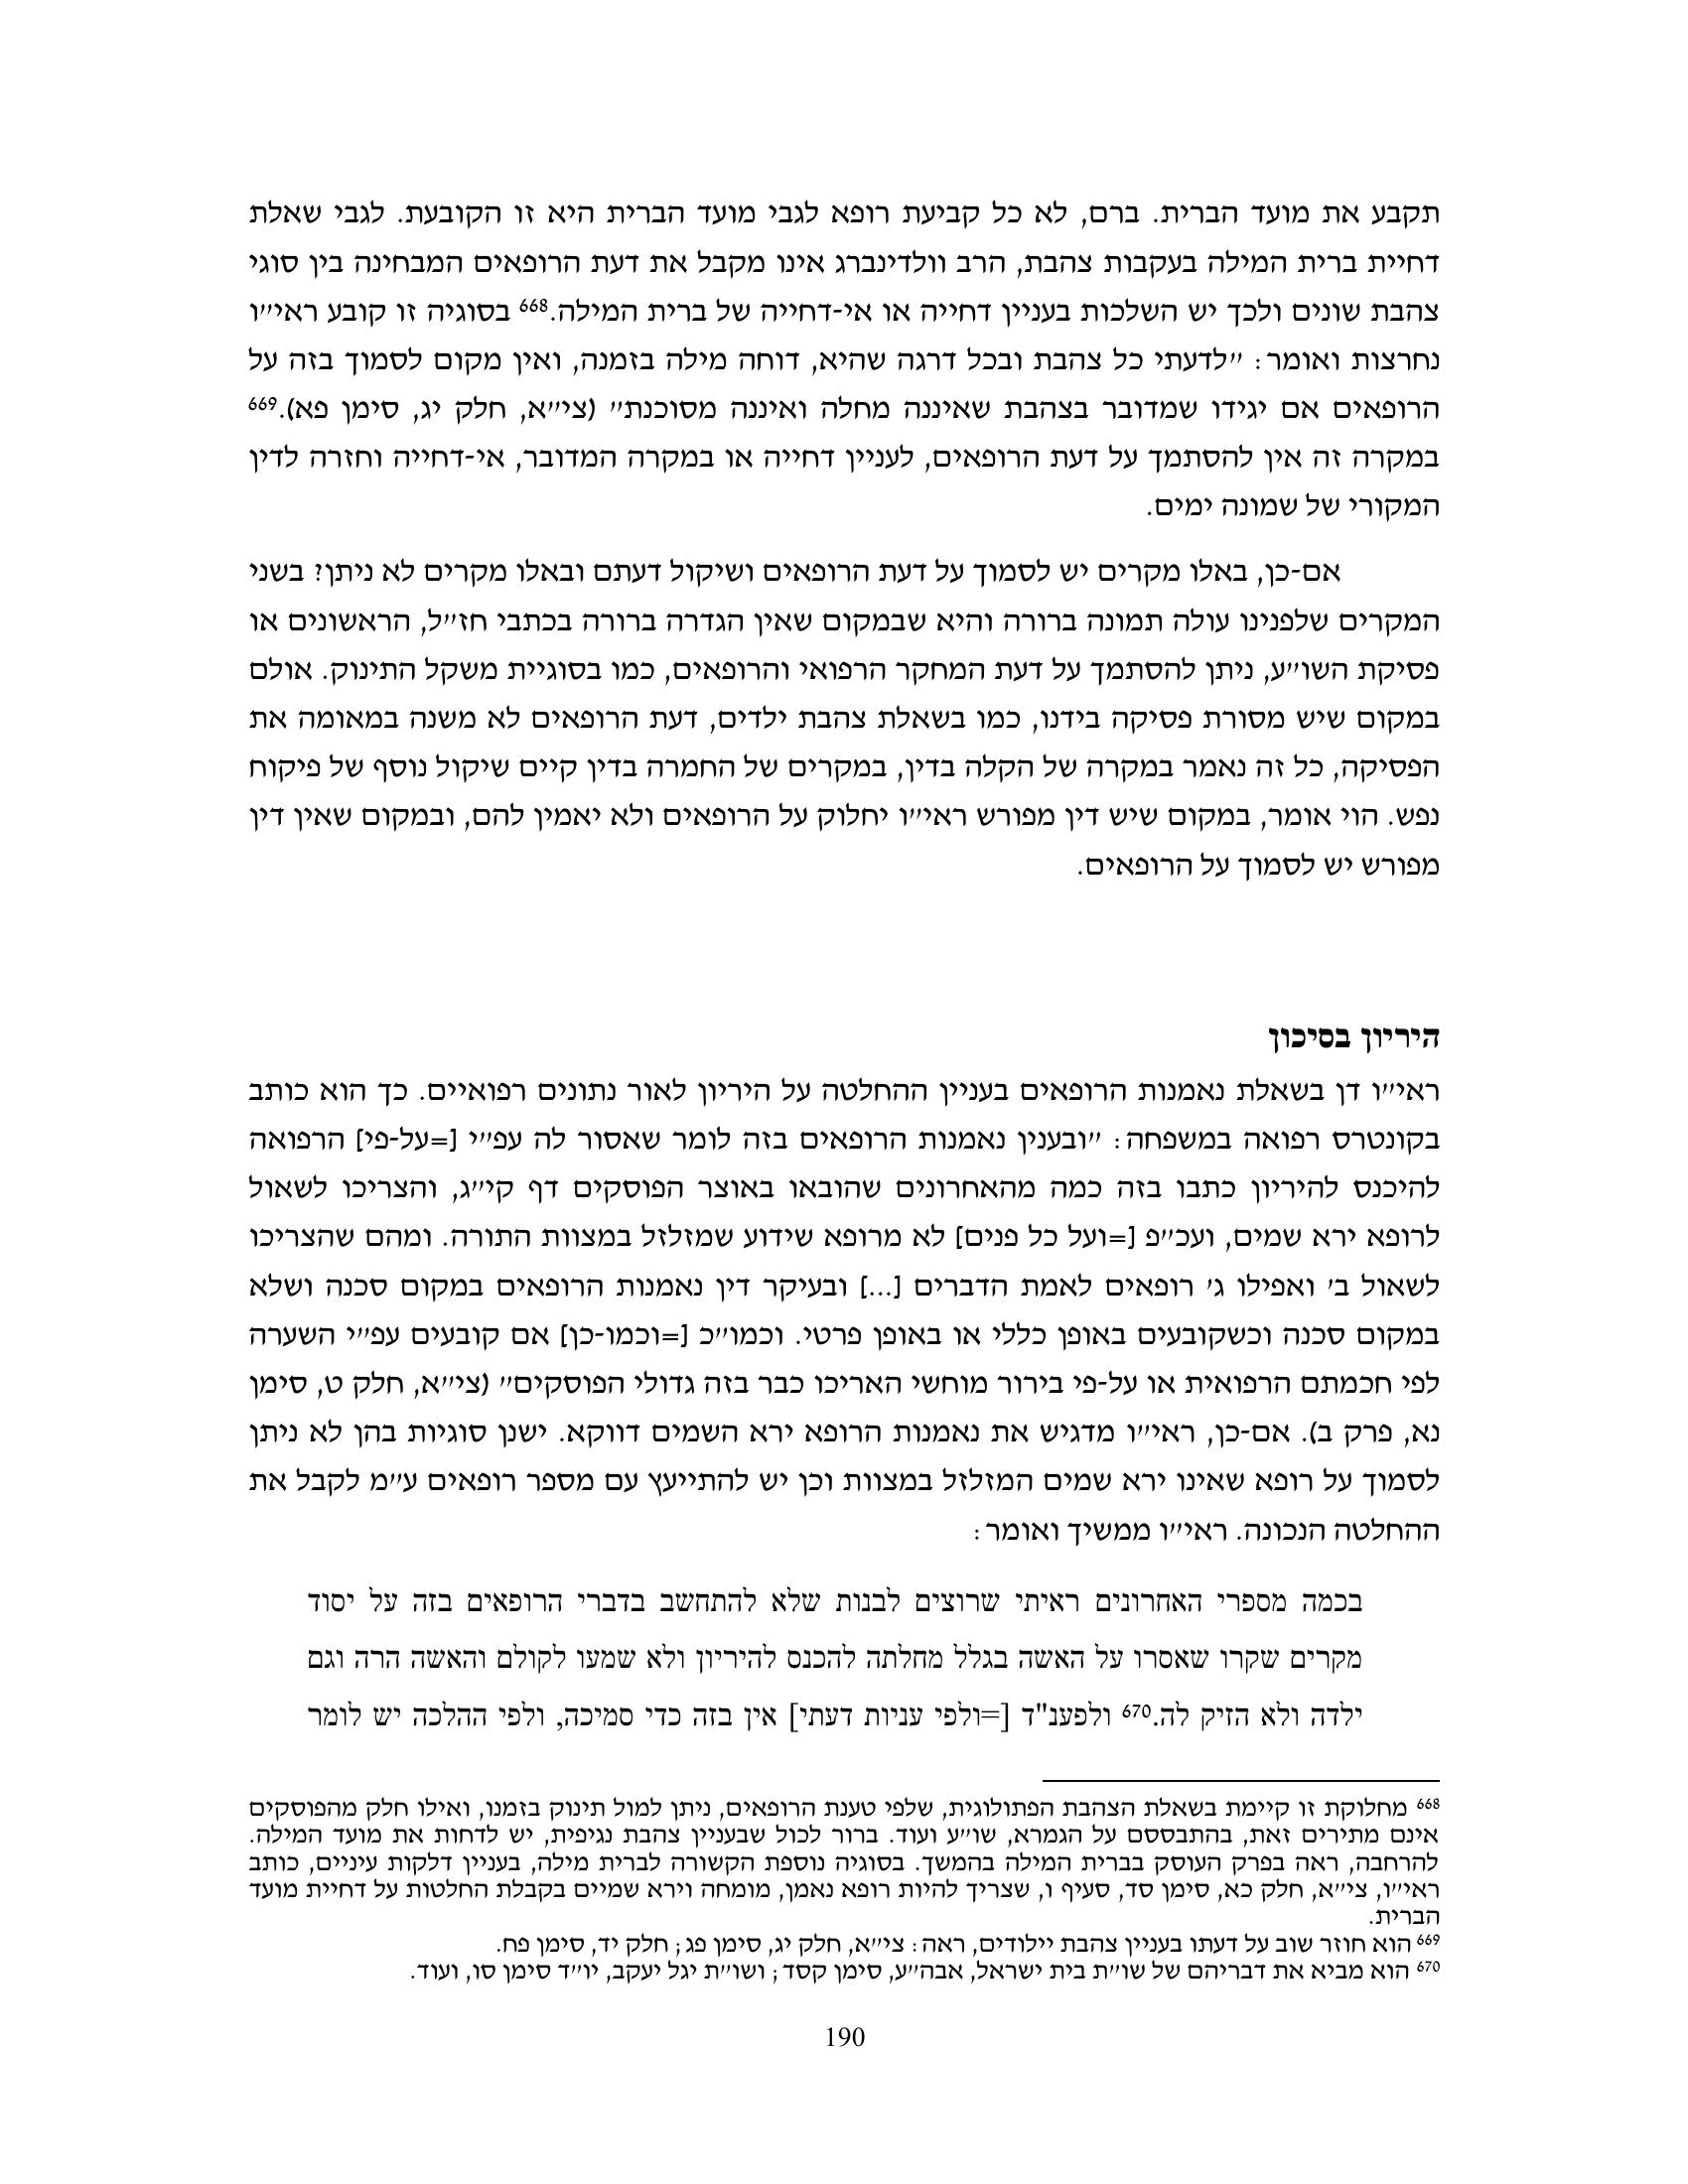 תקבע את מועד הברית. ברם, לא כל קביעת רופא לגבי מועד הברית היא זו הקובעת. לגבי שאלת
דחיית ברית המילה בעקבות צהבת, הרב וולדינברג אינו מקבל את דעת הרופאים המבחינה בין סוגי
צהבת שונים ולכך יש השלכות בעניין דחייה או אי-דחייה של ברית המילה.668 בסוגיה זו קובע ראי״ו
נחרצות ואומר: ״לדעתי כל צהבת ובכל דרגה שהיא, דוחה מילה בזמנה, ואין מקום לסמוך בזה על
הרופאים אם יגידו שמדובר בצהבת שאיננה מחלה ואיננה מסוכנת״ (צי״א, חלק יג, סימן פא).669
במקרה זה אין להסתמך על דעת הרופאים, לעניין דחייה או במקרה המדובר, אי-דחייה וחזרה לדין
המקורי של שמונה ימים.
אם-כן, באלו מקרים יש לסמוך על דעת הרופאים ושיקול דעתם ובאלו מקרים לא ניתן? בשני
המקרים שלפנינו עולה תמונה ברורה והיא שבמקום שאין הגדרה ברורה בכתבי חז״ל, הראשונים או
פסיקת השו״ע, ניתן להסתמך על דעת המחקר הרפואי והרופאים, כמו בסוגיית משקל התינוק. אולם
במקום שיש מסורת פסיקה בידנו, כמו בשאלת צהבת ילדים, דעת הרופאים לא משנה במאומה את
הפסיקה, כל זה נאמר במקרה של הקלה בדין, במקרים של החמרה בדין קיים שיקול נוסף של פיקוח
נפש. הוי אומר, במקום שיש דין מפורש ראי״ו יחלוק על הרופאים ולא יאמין להם, ובמקום שאין דין
מפורש יש לסמוך על הרופאים.
היריון בסיכון
ראי״ו דן בשאלת נאמנות הרופאים בעניין ההחלטה על היריון לאור נתונים רפואיים. כך הוא כותב
בקונטרס רפואה במשפחה: ״ובענין נאמנות הרופאים בזה לומר שאסור לה עפ״י [=על-פי] הרפואה
להיכנס להיריון כתבו בזה כמה מהאחרונים שהובאו באוצר הפוסקים דף קי״ג, והצריכו לשאול
לרופא ירא שמים, ועכ״פ [=ועל כל פנים] לא מרופא שידוע שמזלזל במצוות התורה. ומהם שהצריכו
לשאול ב׳ ואפילו ג׳ רופאים לאמת הדברים [...] ובעיקר דין נאמנות הרופאים במקום סכנה ושלא
במקום סכנה וכשקובעים באופן כללי או באופן פרטי. וכמו״כ [=וכמו-כן] אם קובעים עפ״י השערה
לפי חכמתם הרפואית או על-פי בירור מוחשי האריכו כבר בזה גדולי הפוסקים״ (צי״א, חלק ט, סימן
נא, פרק ב). אם-כן, ראי״ו מדגיש את נאמנות הרופא ירא השמים דווקא. ישנן סוגיות בהן לא ניתן
לסמוך על רופא שאינו ירא שמים המזלזל במצוות וכן יש להתייעץ עם מספר רופאים ע״מ לקבל את
ההחלטה הנכונה. ראי״ו ממשיך ואומר:
בכמה מספרי האחרונים ראיתי שרוצים לבנות שלא להתחשב בדברי הרופאים בזה על יסוד
מקרים שקרו שאסרו על האשה בגלל מחלתה להכנס להיריון ולא שמעו לקולם והאשה הרה וגם
ילדה ולא הזיק לה.670 ולפענ"ד [=ולפי עניות דעתי] אין בזה כדי סמיכה, ולפי ההלכה יש לומר
668 מחלוקת זו קיימת בשאלת הצהבת הפתולוגית, שלפי טענת הרופאים, ניתן למול תינוק בזמנו, ואילו חלק מהפוסקים
אינם מתירים זאת, בהתבססם על הגמרא, שו״ע ועוד. ברור לכול שבעניין צהבת נגיפית, יש לדחות את מועד המילה.
להרחבה, ראה בפרק העוסק בברית המילה בהמשך. בסוגיה נוספת הקשורה לברית מילה, בעניין דלקות עיניים, כותב
ראי״ו, צי״א, חלק כא, סימן סד, סעיף ו, שצריך להיות רופא נאמן, מומחה וירא שמיים בקבלת החלטות על דחיית מועד
הברית.
669 הוא חוזר שוב על דעתו בעניין צהבת יילודים, ראה: צי״א, חלק יג, סימן פג; חלק יד, סימן פח.
670 הוא מביא את דבריהם של שו״ת בית ישראל, אבה״ע, סימן קסד; ושו״ת יגל יעקב, יו״ד סימן סו, ועוד.
190